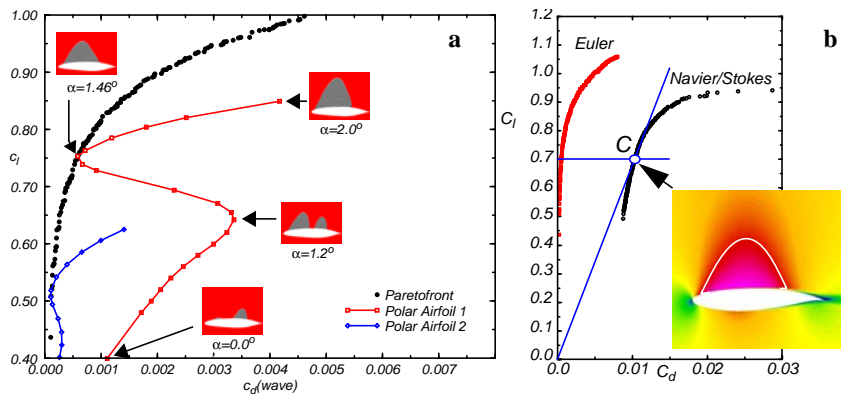 a
1.00
0.90
0.80
0.70
0.60
0.50
0.40
c_l
α=1.46°
α=2.0°
α=1.2°
α=0.0°
Paretofront
Polar Airfoil 1
Polar Airfoil 2
0.000 0.001 0.002 0.003 0.004 0.005 0.006 0.007
c_d(wave)
b
1.2
1.1
1.0
0.9
0.8
0.7
0.6
0.5
0.4
0.3
0.2
0.1
0.0
C_l
Euler
Navier/Stokes
C
0.0 0.01 0.02 0.03
C_d